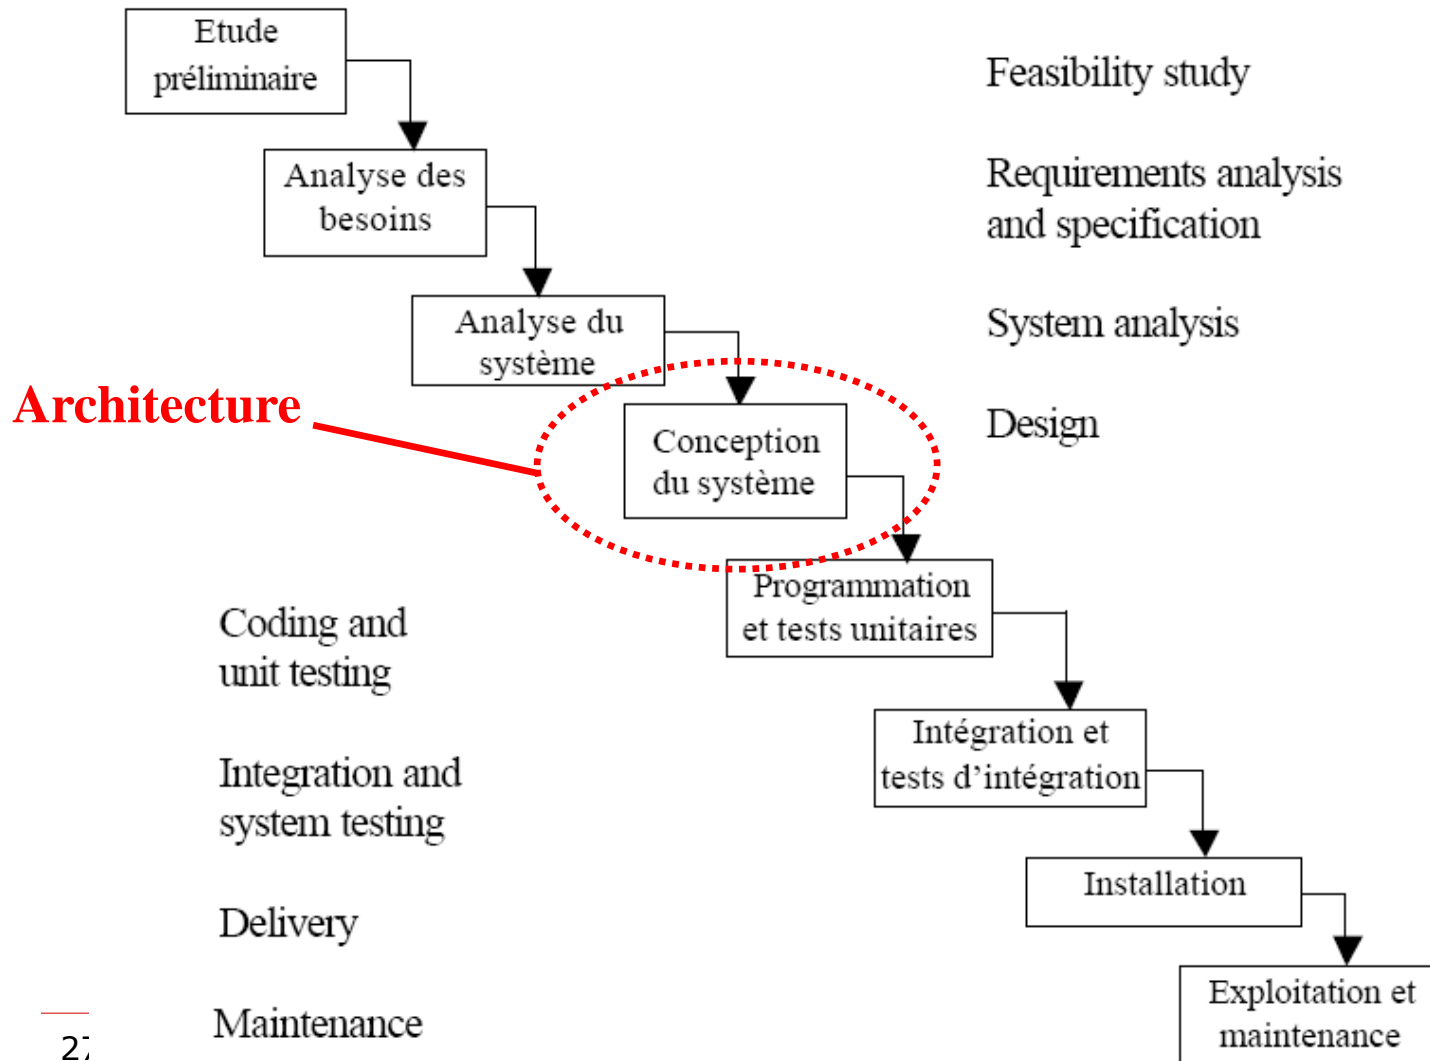 Etude
préliminaire
Feasibility study
Analyse des
besoins
Requirements analysis
and specification
Analyse du
système
System analysis
Architecture
Conception
du système
Design
Programmation
et tests unitaires
Coding and
unit testing
Intégration et
tests d’intégration
Integration and
system testing
Installation
Delivery
Exploitation et
maintenance
Maintenance